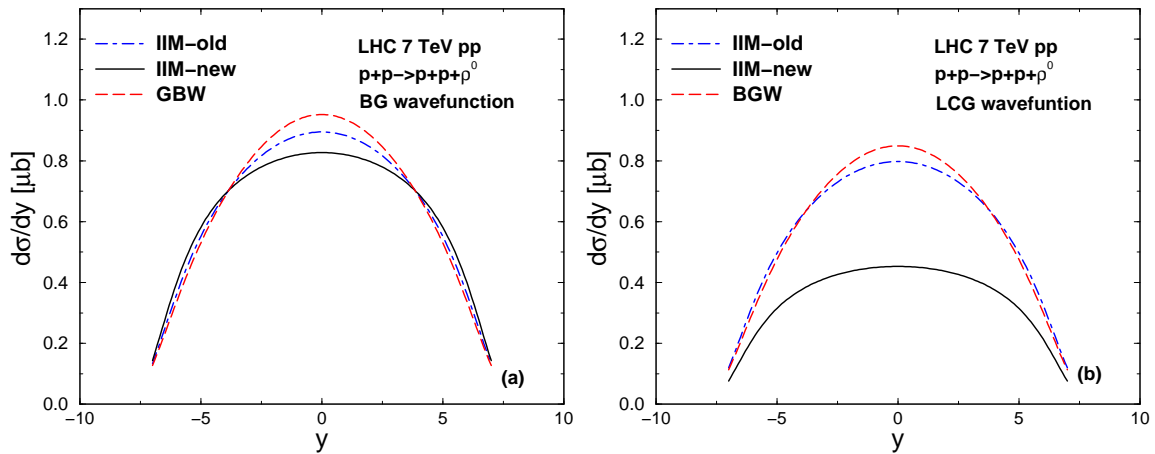 dσ/dy [μb]
1.2
1.0
0.8
0.6
0.4
0.2
0.0
−10
−5
0
5
10
y
IIM−old
IIM−new
GBW
LHC 7 TeV pp
p+p−>p+p+ρ⁰
BG wavefunction
(a)
dσ/dy [μb]
1.2
1.0
0.8
0.6
0.4
0.2
0.0
−10
−5
0
5
10
y
IIM−old
IIM−new
BGW
LHC 7 TeV pp
p+p−>p+p+ρ⁰
LCG wavefuntion
(b)